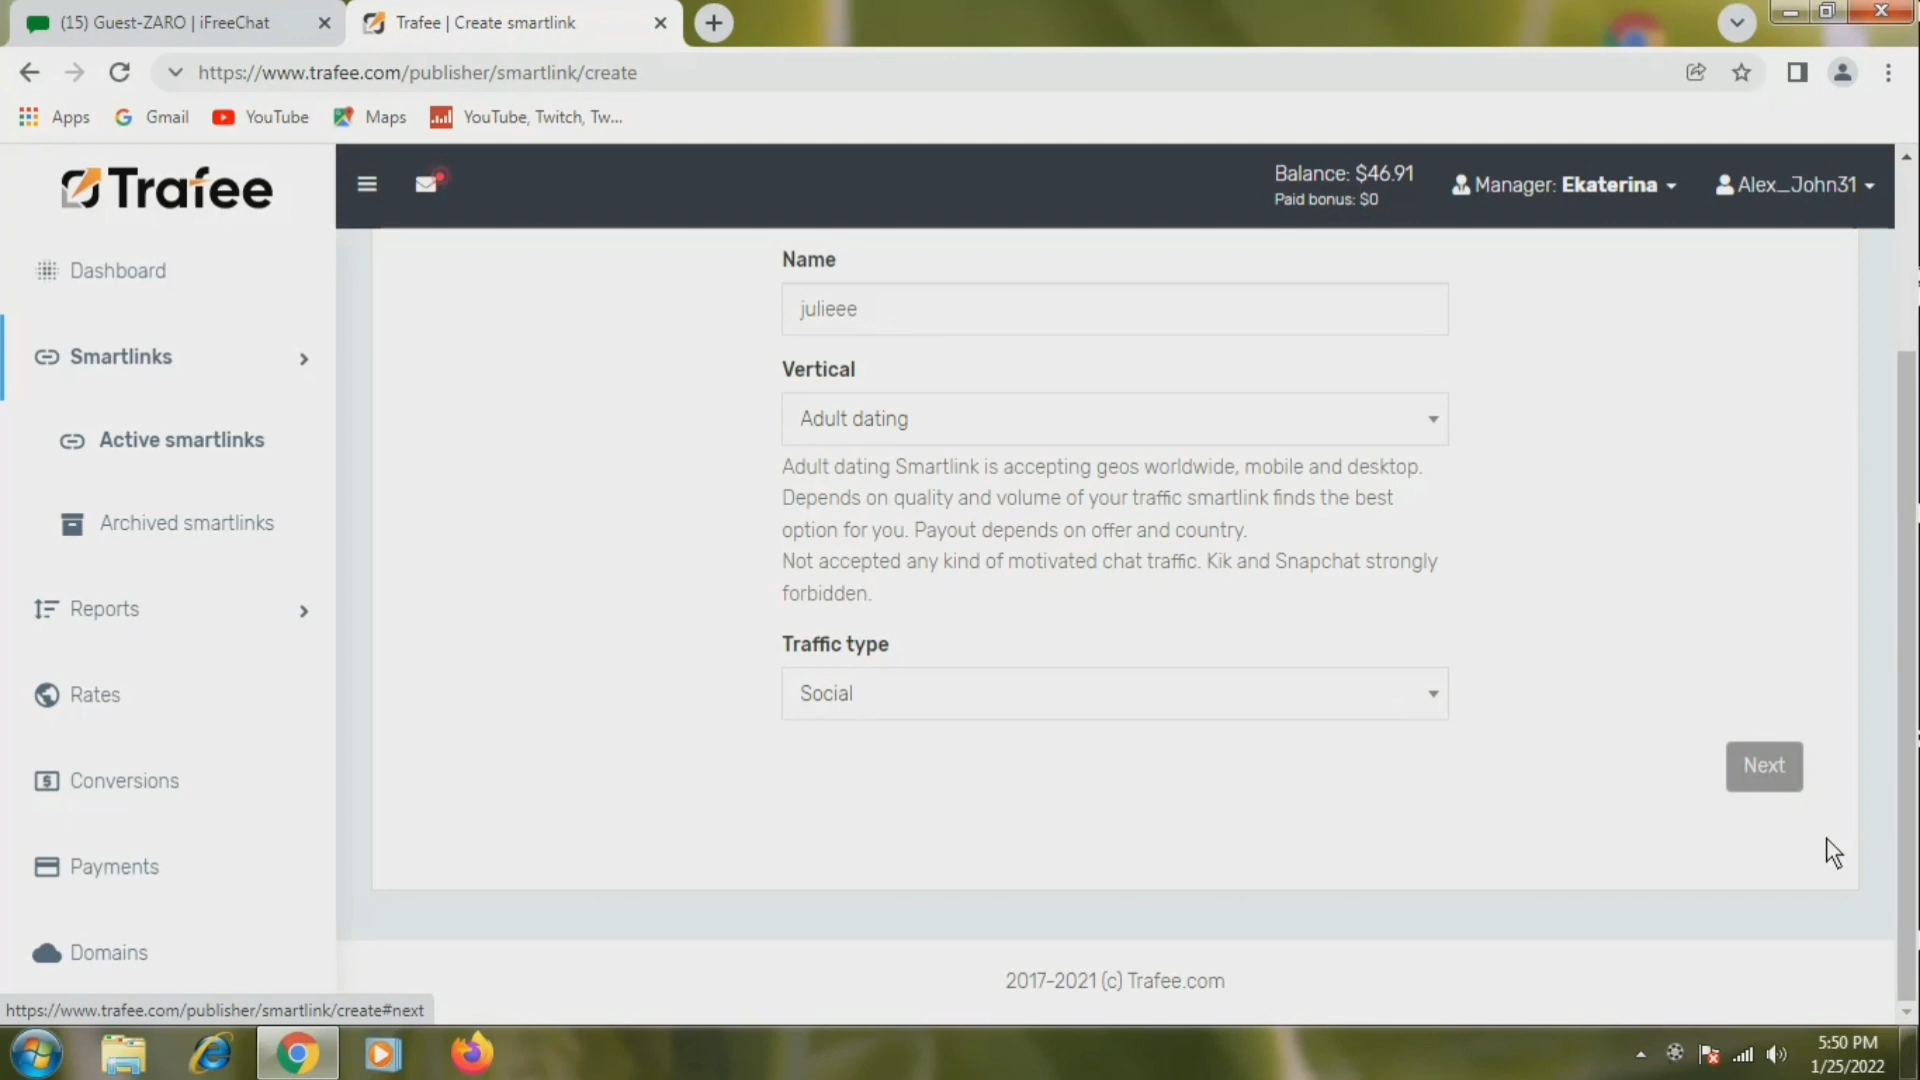 (15) Guest-ZARO | iFreeChat
Trafee | Create smartlink
https://www.trafee.com/publisher/smartlink/create
Apps
Gmail
YouTube
Maps
YouTube, Twitch, Tw...
Trafee
Balance: $46.91
Paid bonus: $0
Manager: Ekaterina
Alex_John31
Dashboard
Smartlinks
Active smartlinks
Archived smartlinks
Reports
Rates
Conversions
Payments
Domains
Name
julieee
Vertical
Adult dating
Adult dating Smartlink is accepting geos worldwide, mobile and desktop.
Depends on quality and volume of your traffic smartlink finds the best
option for you. Payout depends on offer and country.
Not accepted any kind of motivated chat traffic. Kik and Snapchat strongly
forbidden.
Traffic type
Social
Next
2017-2021 (c) Trafee.com
https://www.trafee.com/publisher/smartlink/create#next
5:50 PM
1/25/2022